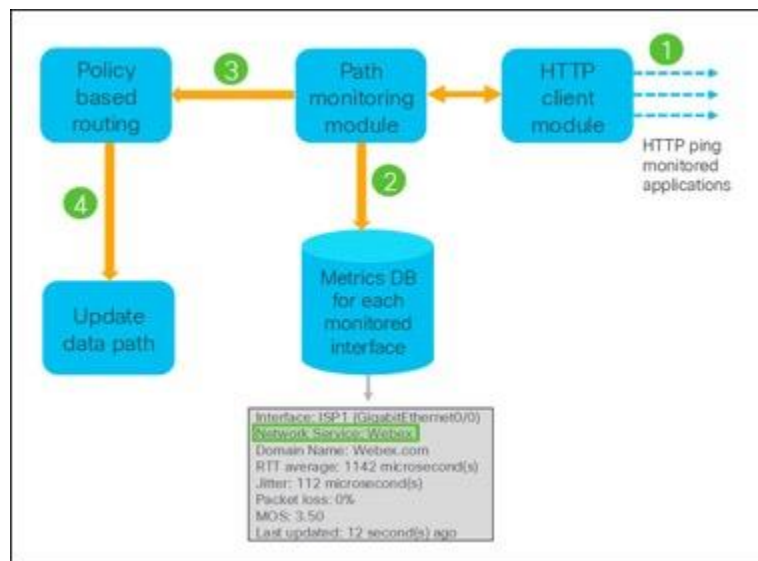 Policy
based
routing
3
Path
monitoring
module
HTTP
client
module
1
HTTP ping
monitored
applications
4
2
Update
data path
Metrics DB
for each
monitored
interface
Interface: ISP1 (GigabitEthernet0/0)
Network Service: Webex
Domain Name: Webex.com
RTT average: 1142 microsecond(s)
Jitter: 112 microsecond(s)
Packet loss: 0%
MOS: 3.50
Last updated: 12 second(s) ago